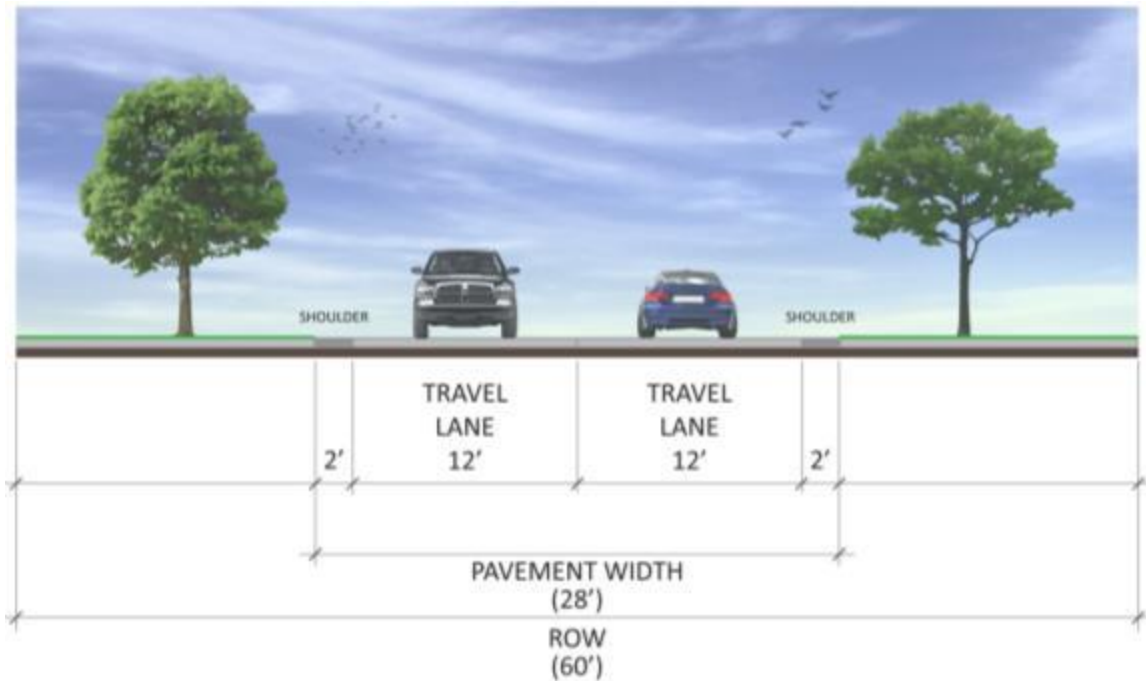 SHOULDER
SHOULDER
TRAVEL
LANE
12'
TRAVEL
LANE
12'
2'
2'
PAVEMENT WIDTH
(28')
ROW
(60')